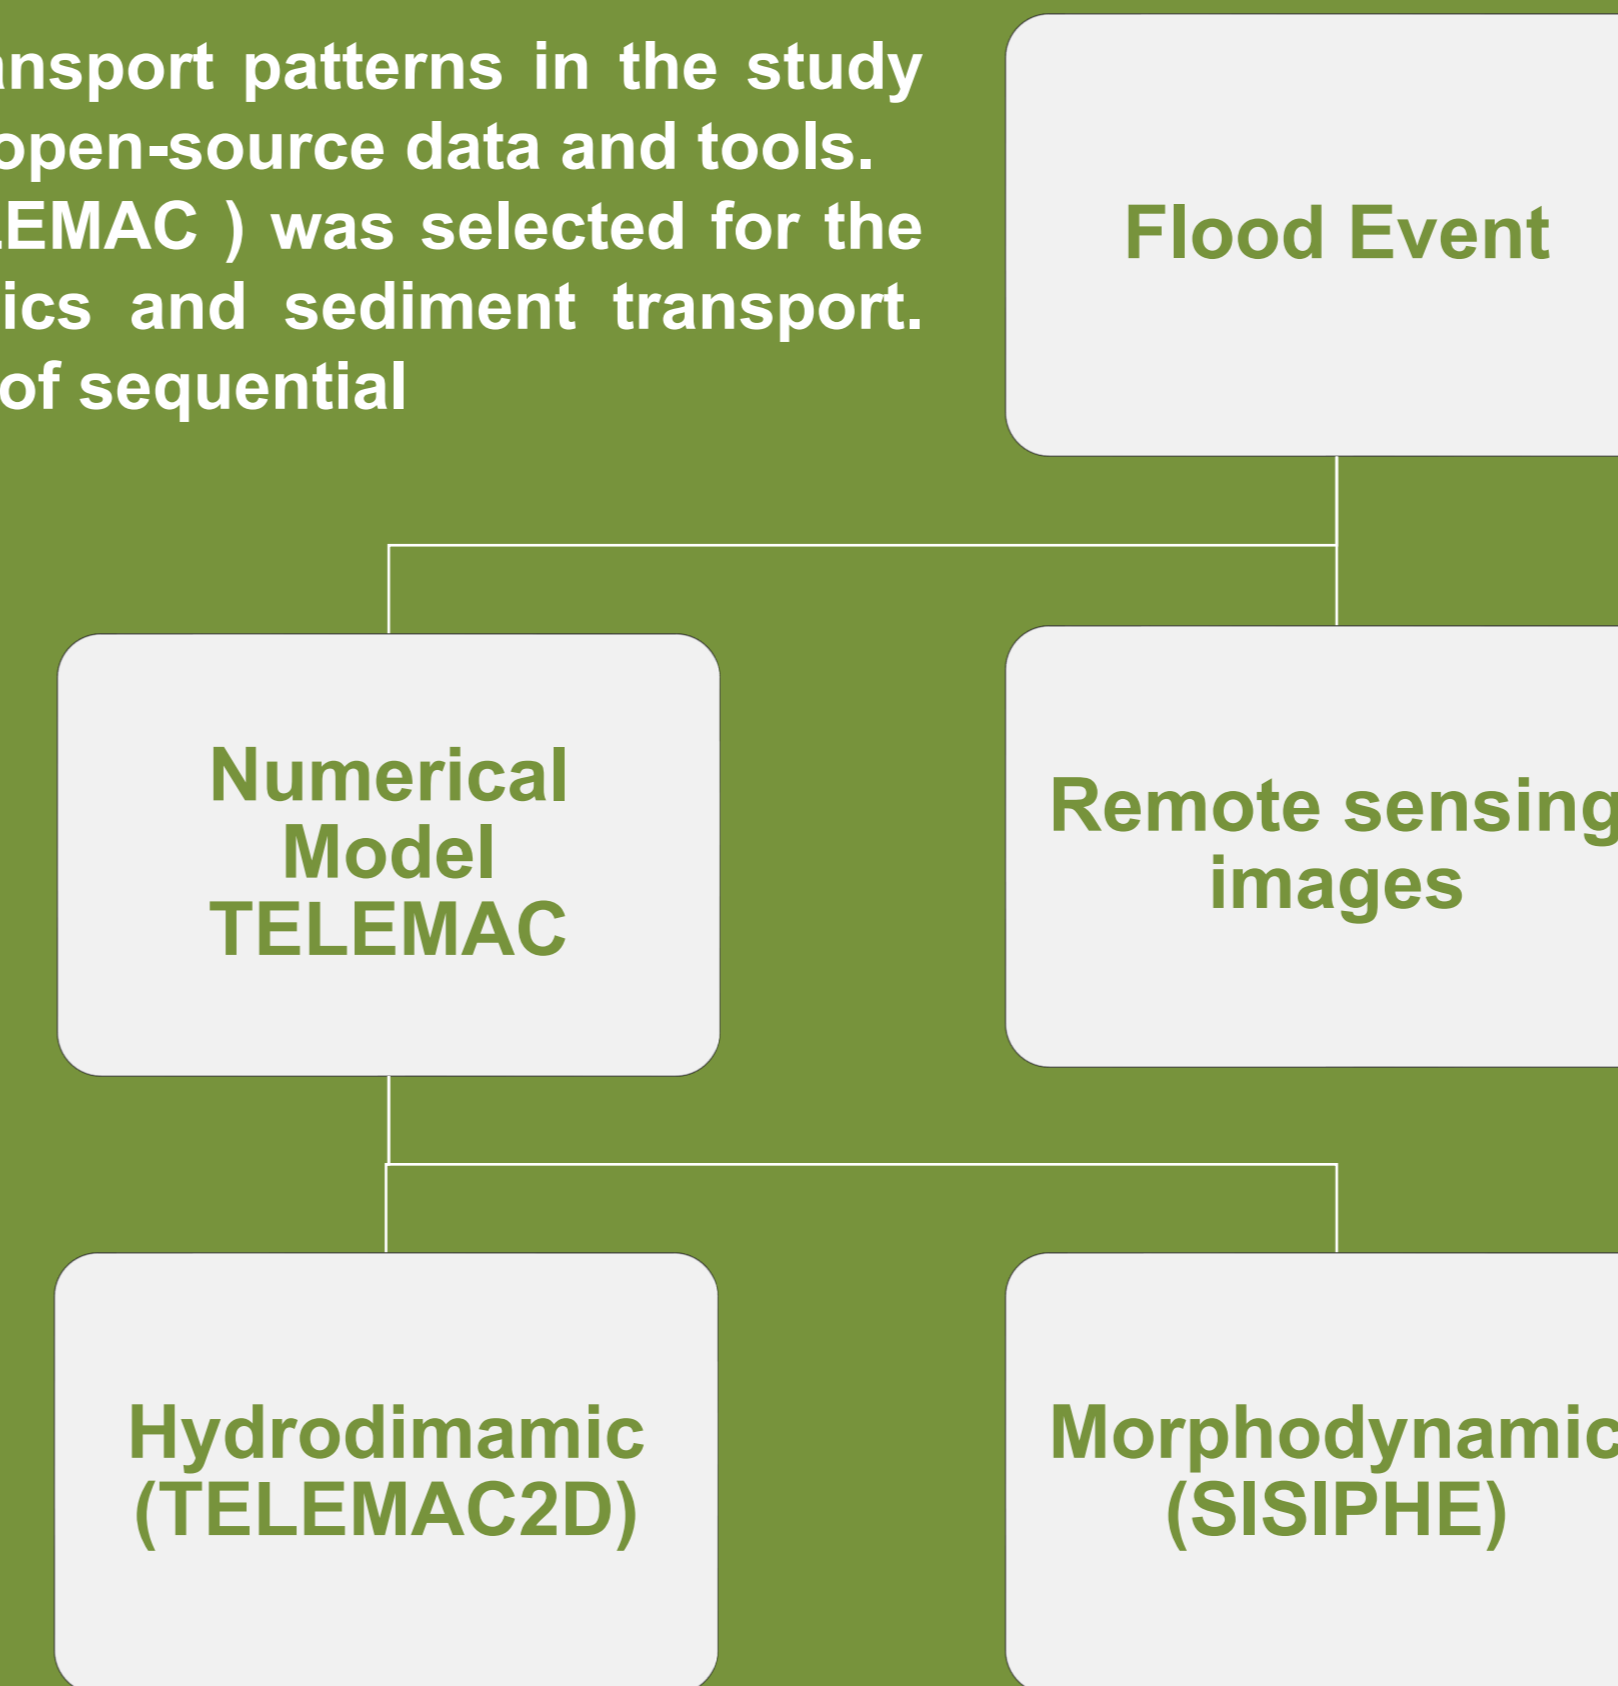 ansport patterns in the study
open-source data and tools.
LEMAC ) was selected for the
ics and sediment transport.
of sequential
Flood Event
Numerical
Model
TELEMAC
Remote sensing
images
Hydrodimamic
(TELEMAC2D)
Morphodynamic
(SISIPHE)